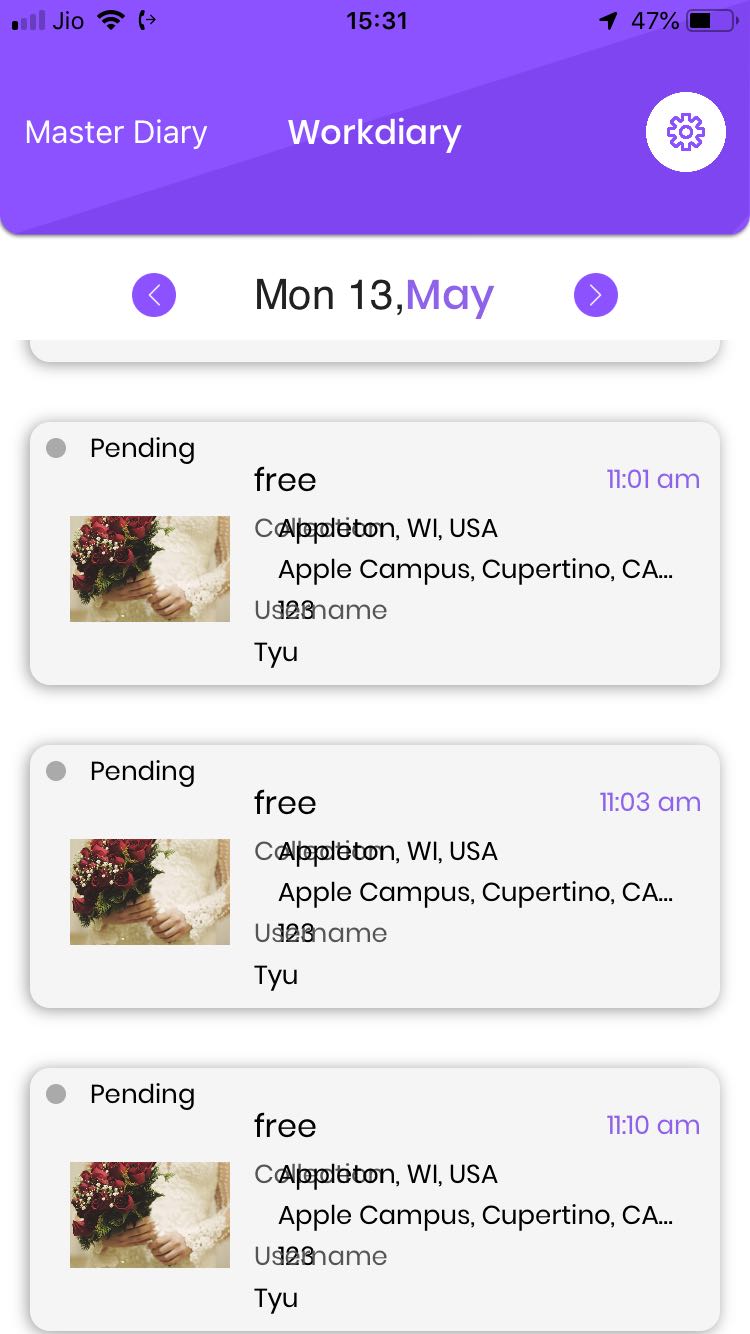 Jio 15:31 47%
Master Diary Workdiary
Mon 13,May
Pending
free 11:01 am
Collection Appleton, WI, USA
Apple Campus, Cupertino, CA...
Username 123
Tyu
Pending
free 11:03 am
Collection Appleton, WI, USA
Apple Campus, Cupertino, CA...
Username 123
Tyu
Pending
free 11:10 am
Collection Appleton, WI, USA
Apple Campus, Cupertino, CA...
Username 123
Tyu